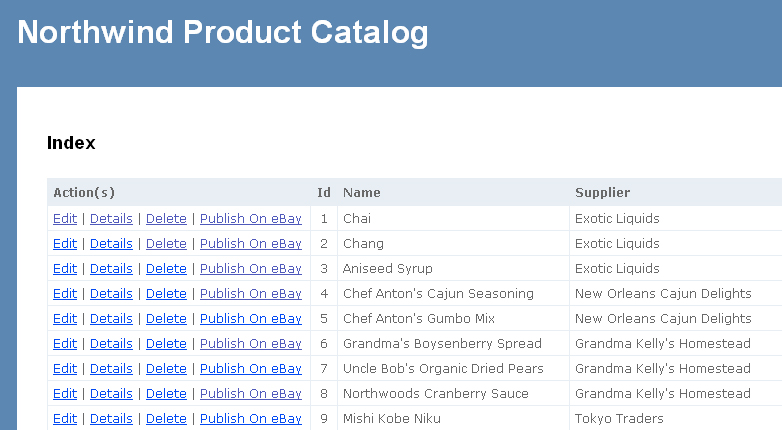 Northwind Product Catalog
Index
Action(s) Id Name Supplier
Edit | Details | Delete | Publish On eBay 1 Chai Exotic Liquids
Edit | Details | Delete | Publish On eBay 2 Chang Exotic Liquids
Edit | Details | Delete | Publish On eBay 3 Aniseed Syrup Exotic Liquids
Edit | Details | Delete | Publish On eBay 4 Chef Anton's Cajun Seasoning New Orleans Cajun Delights
Edit | Details | Delete | Publish On eBay 5 Chef Anton's Gumbo Mix New Orleans Cajun Delights
Edit | Details | Delete | Publish On eBay 6 Grandma's Boysenberry Spread Grandma Kelly's Homestead
Edit | Details | Delete | Publish On eBay 7 Uncle Bob's Organic Dried Pears Grandma Kelly's Homestead
Edit | Details | Delete | Publish On eBay 8 Northwoods Cranberry Sauce Grandma Kelly's Homestead
Edit | Details | Delete | Publish On eBay 9 Mishi Kobe Niku Tokyo Traders